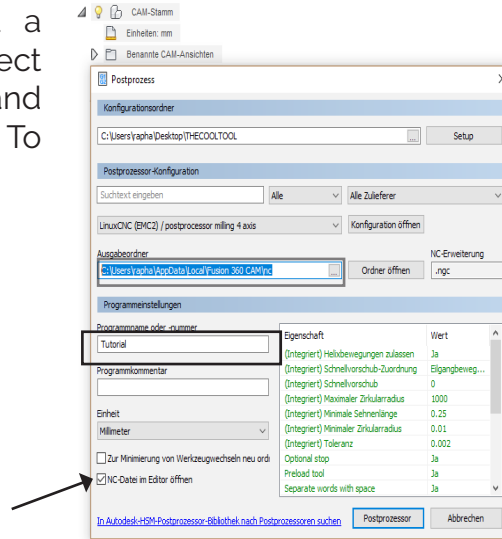 a
ect
and
To
CAM-Stamm
Einheiten: mm
Benannte CAM-Ansichten
Postprozess
Konfigurationsordner
C:\Users\rapha\Desktop\THECOOLTOOL ... Setup
Postprozessor-Konfiguration
Suchtext eingeben Alle Alle Zulieferer
LinuxCNC (EMC2) / postprocessor milling 4 axis Konfiguration öffnen
Ausgabeordner NC-Erweiterung
C:\Users\rapha\AppData\Local\Fusion 360 CAM\nc ... Ordner öffnen .ngc
Programmeinstellungen
Programmname oder -nummer
Tutorial
Programmkommentar
Einheit
Millimeter
Zur Minimierung von Werkzeugwechseln neu ordi
NC-Datei im Editor öffnen
Eigenschaft Wert
(Integriert) Helixbewegungen zulassen Ja
(Integriert) Schnellvorschub-Zuordnung Eilgangbeweg...
(Integriert) Schnellvorschub 0
(Integriert) Maximaler Zirkularradius 1000
(Integriert) Minimale Sehnenlänge 0.25
(Integriert) Minimaler Zirkularradius 0.01
(Integriert) Toleranz 0.002
Optional stop Ja
Preload tool Ja
Separate words with space Ja
In Autodesk-HSM-Postprozessor-Bibliothek nach Postprozessoren suchen Postprozessor Abbrechen